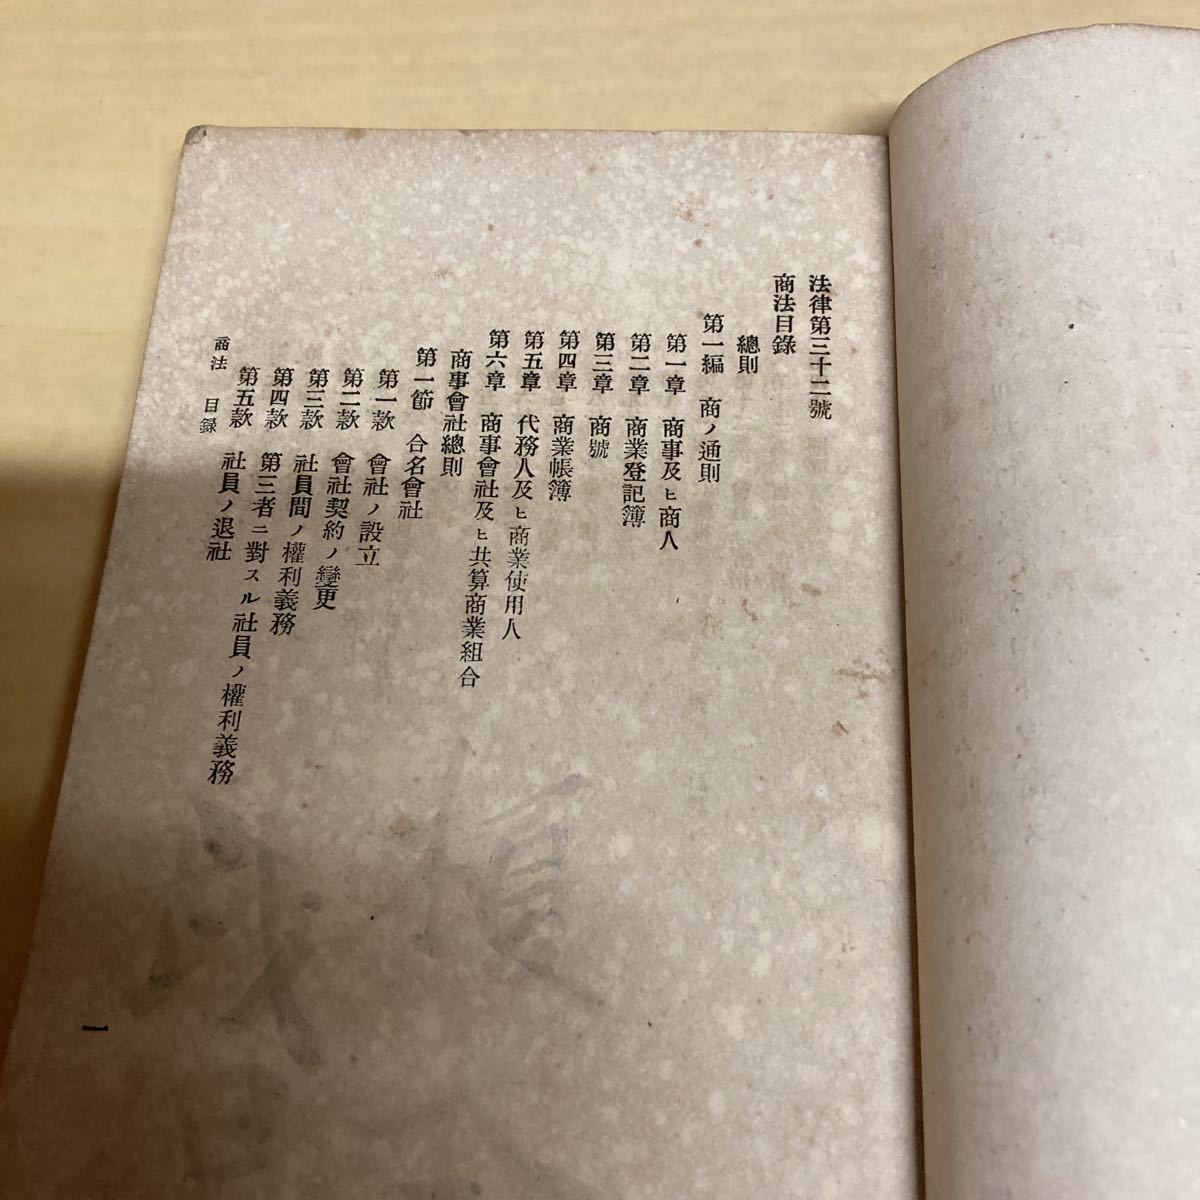 法律第三十二號
商法目錄
總則
第一編 商ノ通則
第一章 商事及ヒ商人
第二章 商業登記簿
第三章 商號
第四章 商業帳簿
第五章 代務人及ヒ商業使用人
第六章 商事會社及ヒ共算商業組合
商事會社總則
第一節 合名會社
第一款 會社ノ設立
第二款 會社契約ノ變更
第三款 社員間ノ權利義務
第四款 第三者ニ對スル社員ノ權利義務
第五款 社員ノ退社
商法 目錄
一